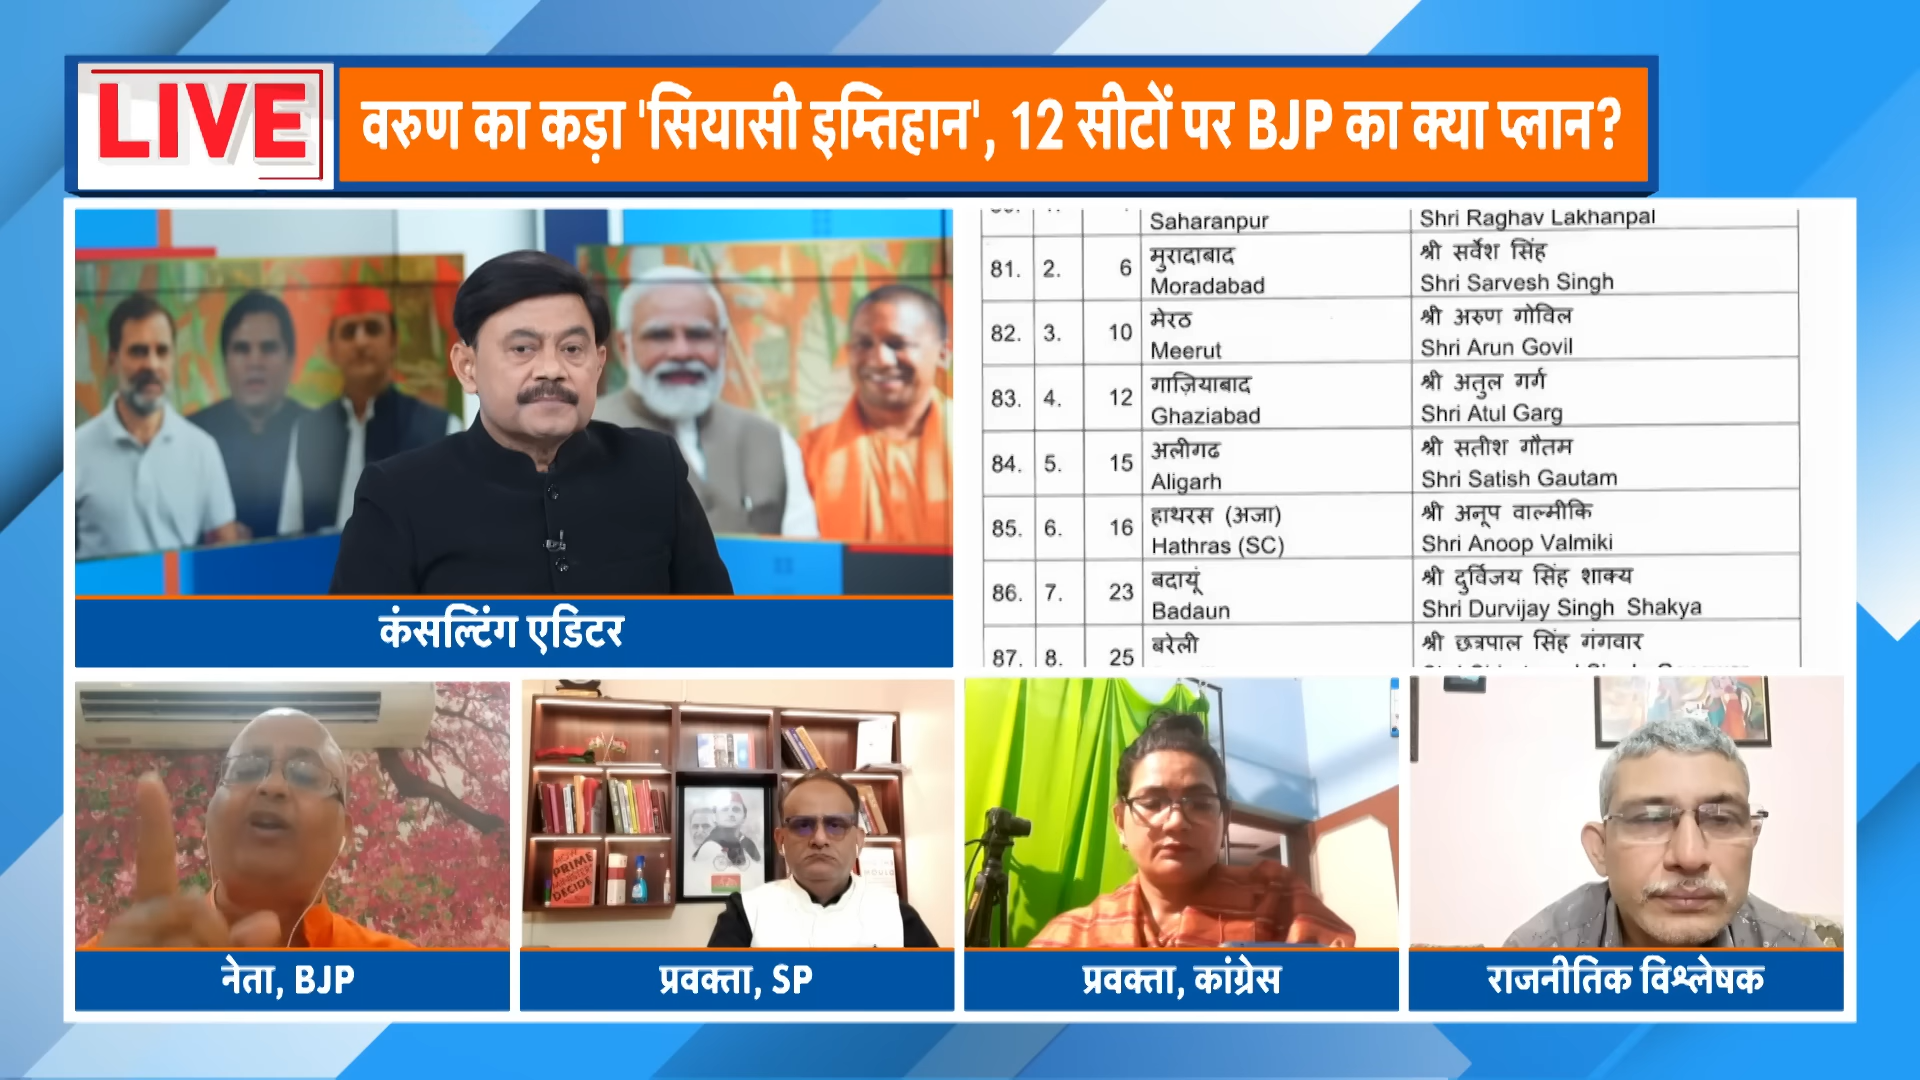 LIVE
वरुण का कड़ा 'सियासी इम्तिहान', 12 सीटों पर BJP का क्या प्लान?
कंसल्टिंग एडिटर
Saharanpur Shri Raghav Lakhanpal
81. 2. 6 मुरादाबाद श्री सर्वेश सिंह
Moradabad Shri Sarvesh Singh
82. 3. 10 मेरठ श्री अरुण गोविल
Meerut Shri Arun Govil
83. 4. 12 गाज़ियाबाद श्री अतुल गर्ग
Ghaziabad Shri Atul Garg
84. 5. 15 अलीगढ श्री सतीश गौतम
Aligarh Shri Satish Gautam
85. 6. 16 हाथरस (अजा) श्री अनूप वाल्मीकि
Hathras (SC) Shri Anoop Valmiki
86. 7. 23 बदायूं श्री दुर्विजय सिंह शाक्य
Badaun Shri Durvijay Singh Shakya
87. 8. 25 बरेली श्री छत्रपाल सिंह गंगवार
PRIME
MINISTERS
DECIDE
नेता, BJP
प्रवक्ता, SP
प्रवक्ता, कांग्रेस
राजनीतिक विश्लेषक